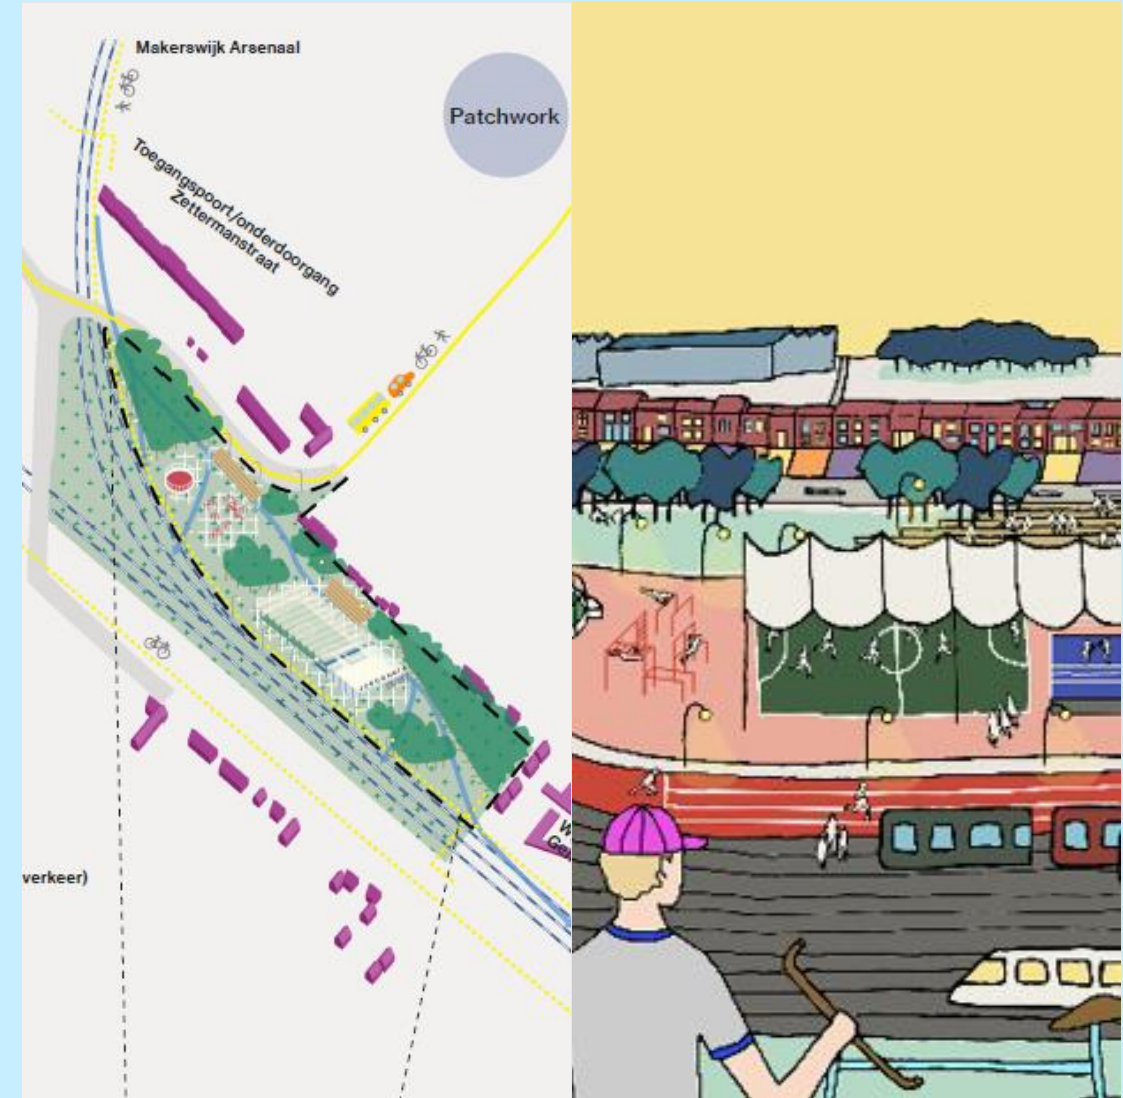 Makerswijk Arsenaal
Patchwork
Toegangspoort/onderdoorgang
Zettermanstraat
verkeer)